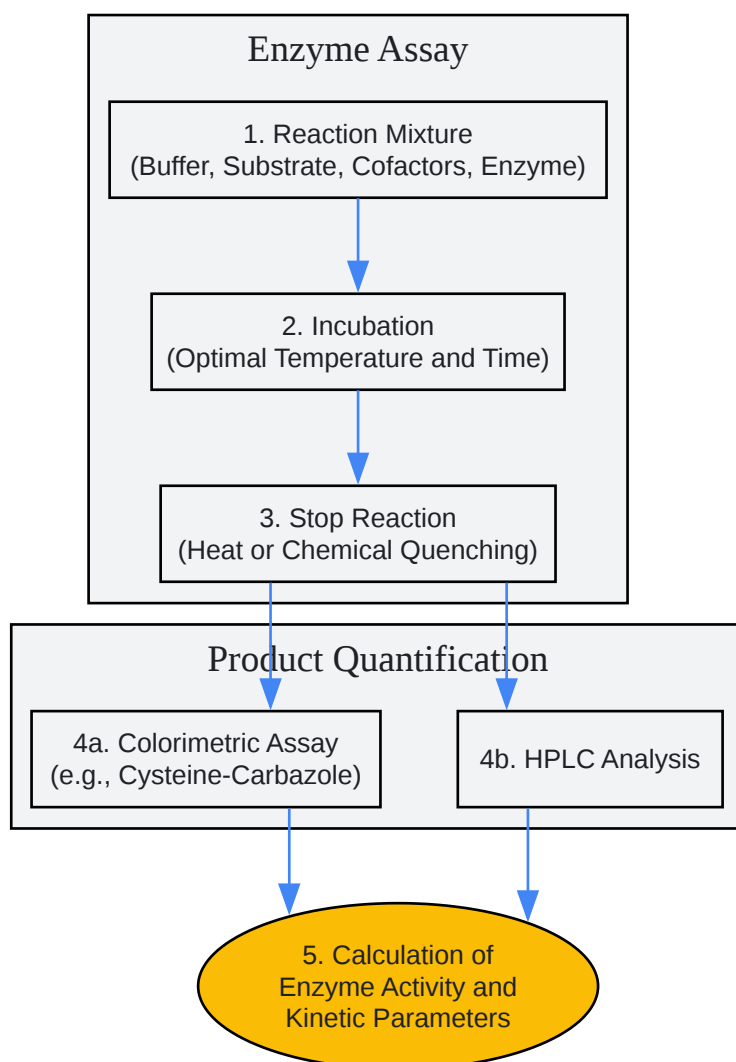 Enzyme Assay
1. Reaction Mixture
(Buffer, Substrate, Cofactors, Enzyme)
2. Incubation
(Optimal Temperature and Time)
3. Stop Reaction
(Heat or Chemical Quenching)
Product Quantification
4a. Colorimetric Assay
(e.g., Cysteine-Carbazole)
4b. HPLC Analysis
5. Calculation of
Enzyme Activity and
Kinetic Parameters